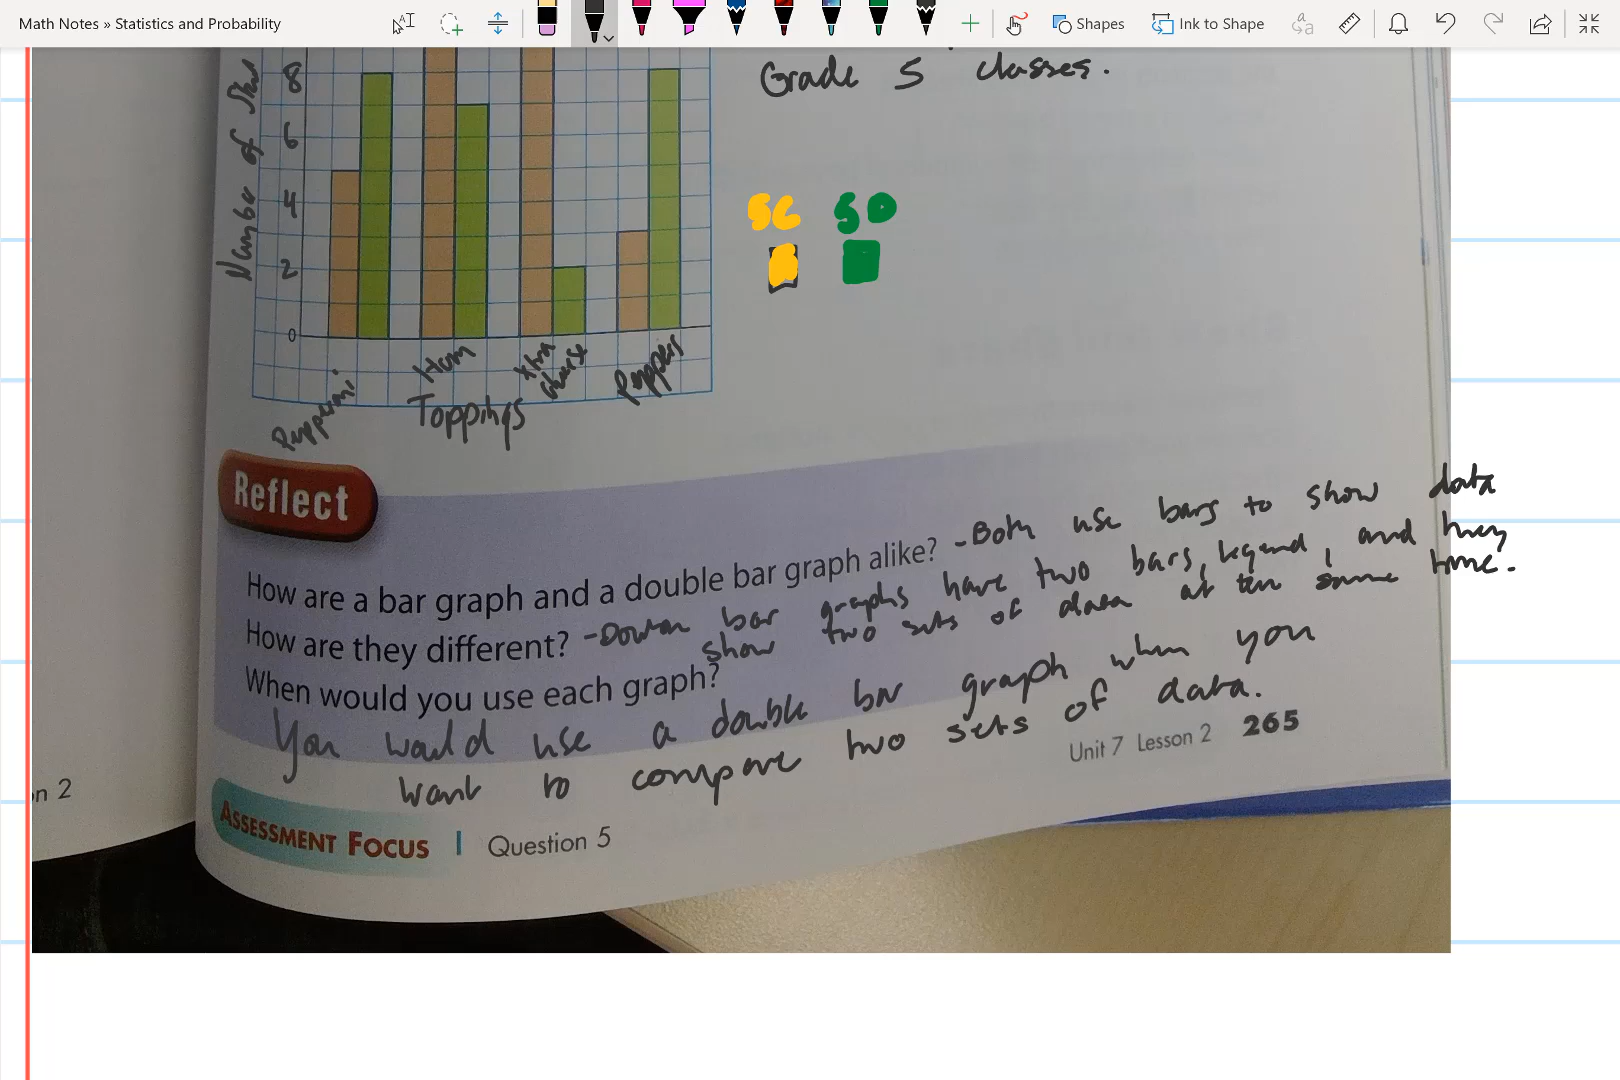 Math Notes » Statistics and Probability
Shapes
Ink to Shape
Grade 5 classes.
8
6
4
2
0
Number of
5C 5D
Pepperoni
Ham
Xtra Cheese
Peppers
Toppings
Reflect
How are a bar graph and a double bar graph alike? - Both use bars to show data
How are they different? - Double bar graphs have two bars, legend, and they
show two sets of data at the same time.
When would you use each graph?
You would use a double bar graph when you
want to compare two sets of data.
Unit 7 Lesson 2 265
n 2
ASSESSMENT FOCUS | Question 5